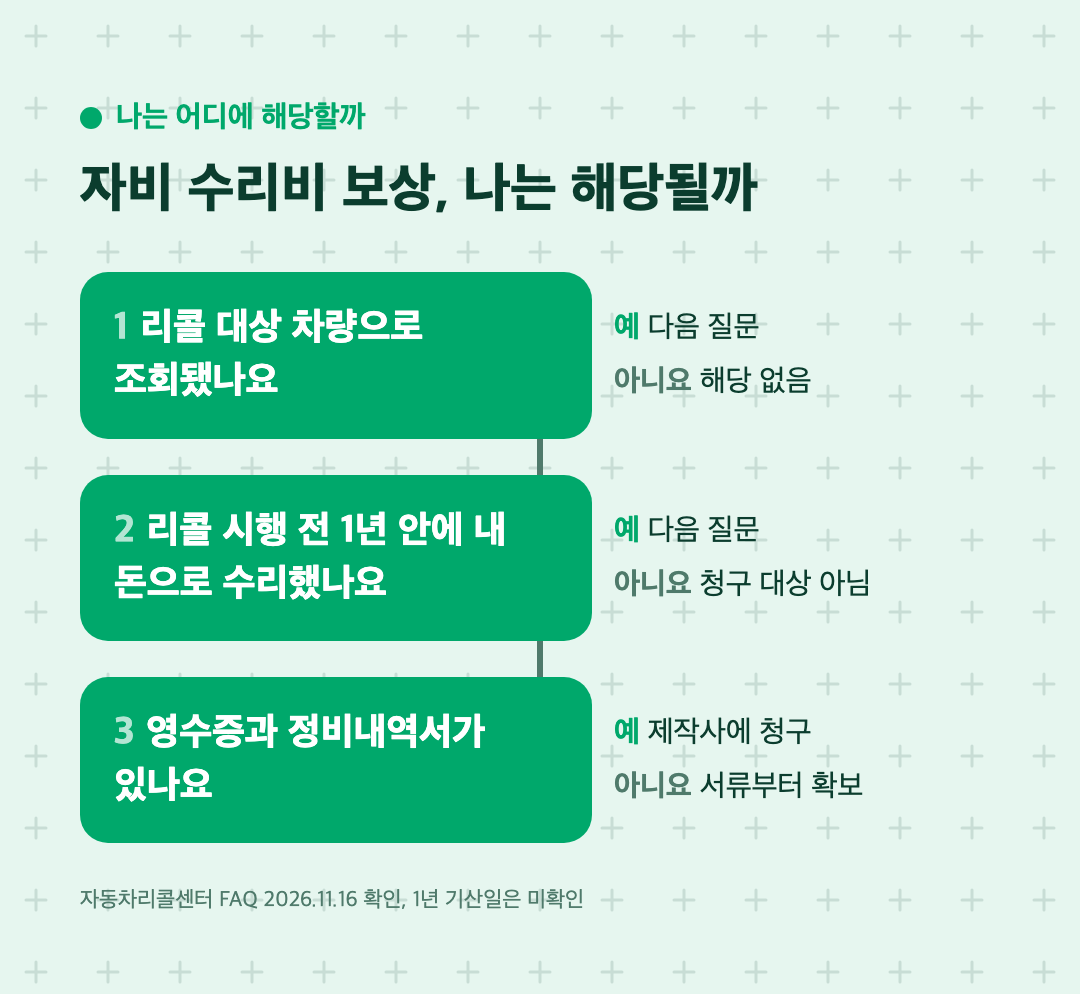 나는 어디에 해당할까
자비 수리비 보상, 나는 해당될까
1 리콜 대상 차량으로
조회됐나요
예 다음 질문
아니요 해당 없음
2 리콜 시행 전 1년 안에 내
돈으로 수리했나요
예 다음 질문
아니요 청구 대상 아님
3 영수증과 정비내역서가
있나요
예 제작사에 청구
아니요 서류부터 확보
자동차리콜센터 FAQ 2026.11.16 확인, 1년 기산일은 미확인